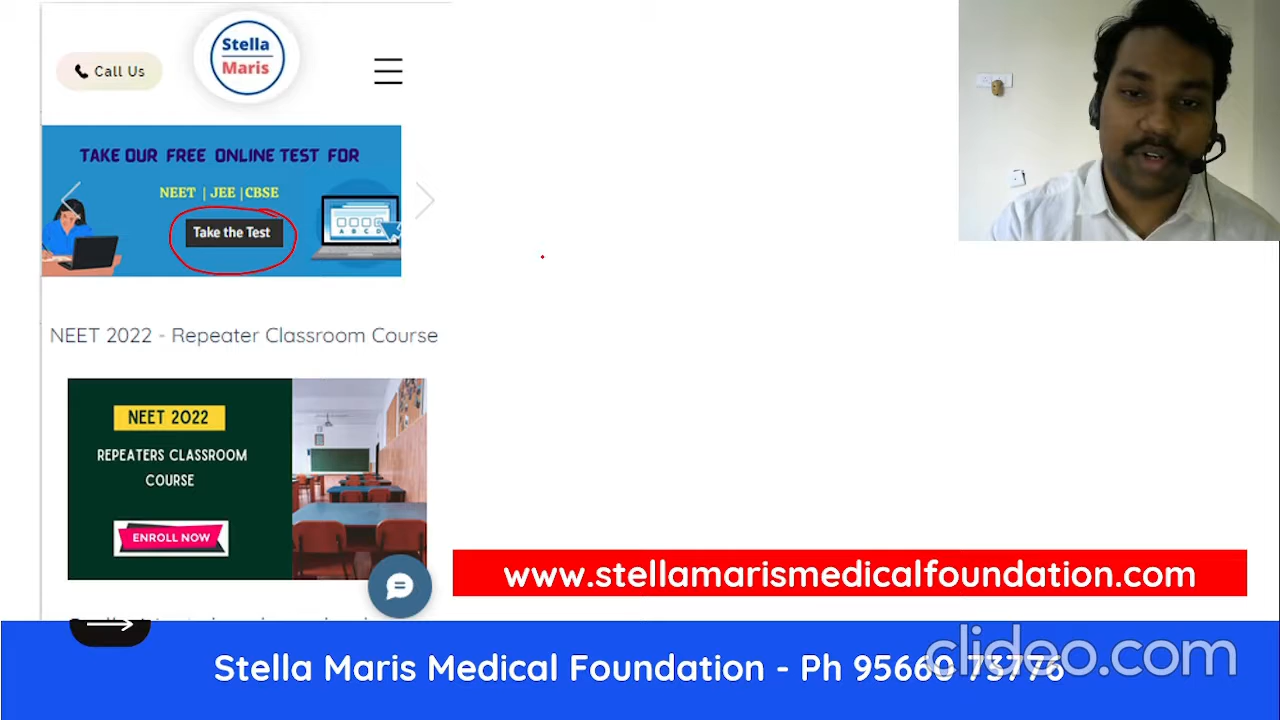 Call Us
Stella
Maris
TAKE OUR FREE ONLINE TEST FOR
NEET | JEE |CBSE
Take the Test
A B C D
NEET 2022 - Repeater Classroom Course
NEET 2022
REPEATERS CLASSROOM
COURSE
ENROLL NOW
www.stellamarismedicalfoundation.com
Stella Maris Medical Foundation - Ph 95660 73776
clideo.com